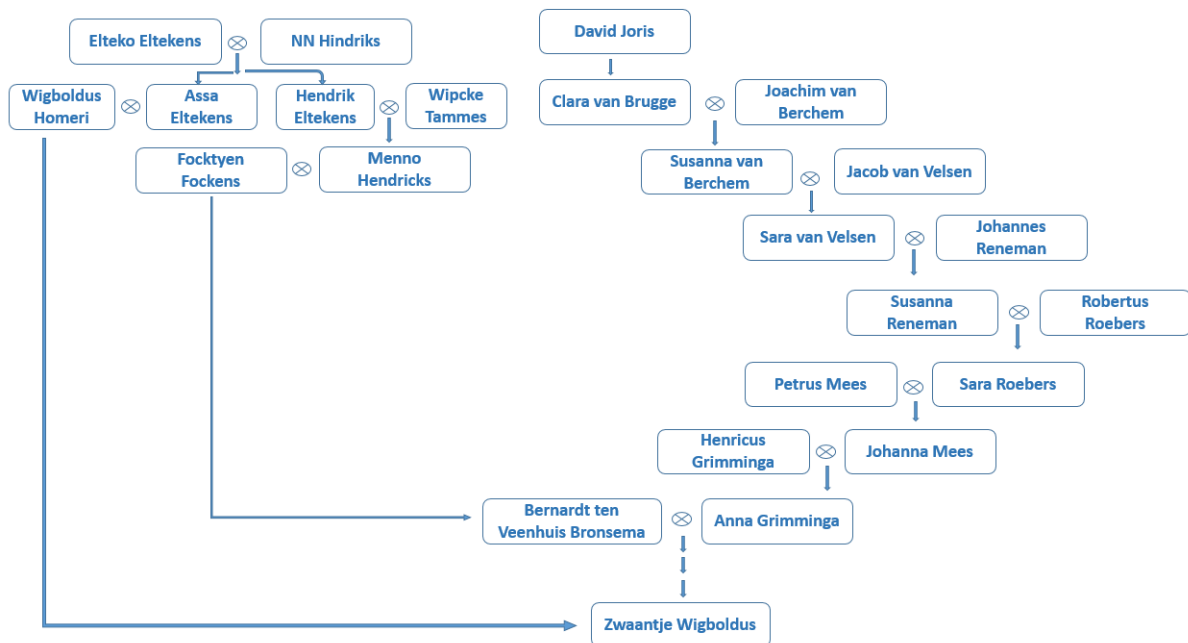 Elteko Eltekens
NN Hindriks
David Joris
Wigboldus
Homeri
Assa
Eltekens
Hendrik
Eltekens
Wipcke
Tammes
Clara van Brugge
Joachim van
Berchem
Focktyen
Fockens
Menno
Hendricks
Susanna van
Berchem
Jacob van Velsen
Sara van Velsen
Johannes
Reneman
Susanna
Reneman
Robertus
Roebers
Petrus Mees
Sara Roebers
Henricus
Grimminga
Johanna Mees
Bernardt ten
Veenhuis Bronsema
Anna Grimminga
Zwaantje Wigboldus